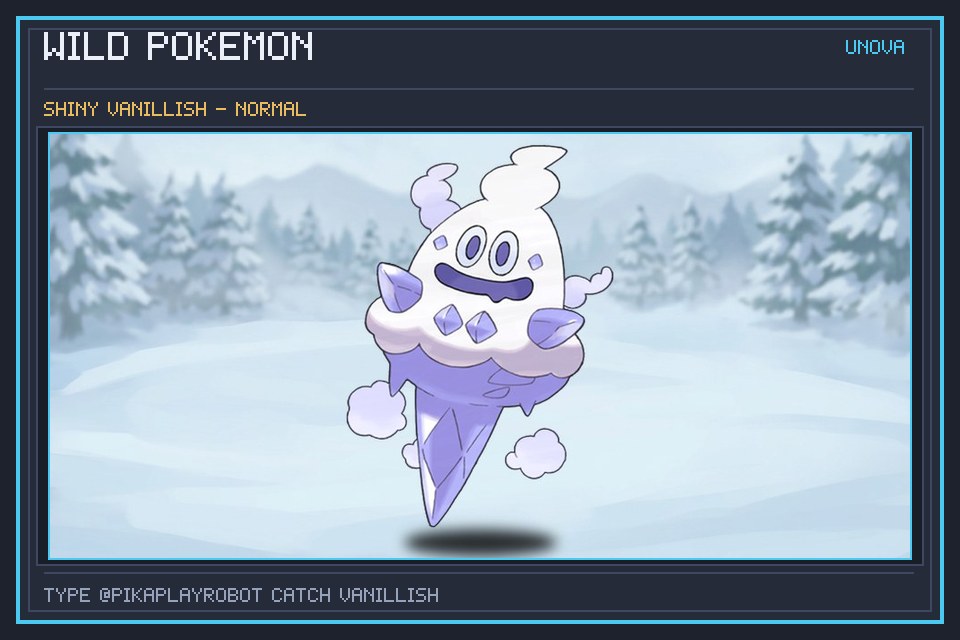 WILD POKEMON
UNOVA
SHINY VANILLISH - NORMAL
TYPE @PIKAPLAYROBOT CATCH VANILLISH